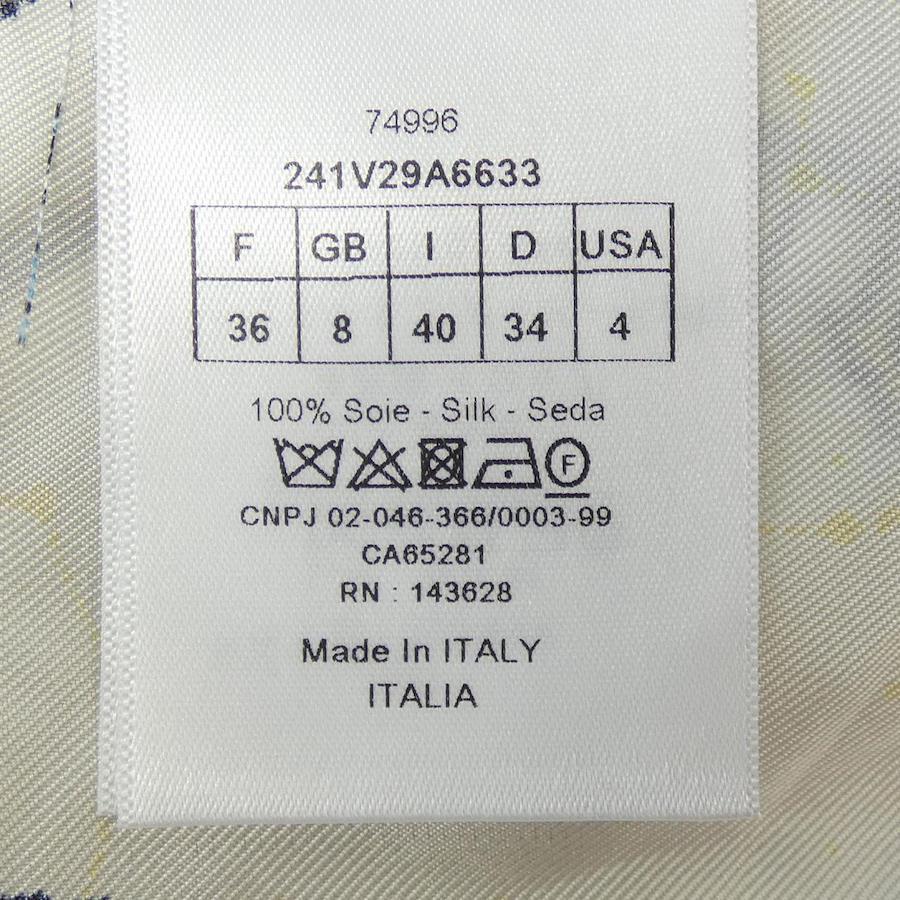 74996
241V29A6633
F GB I D USA
36 8 40 34 4
100% Soie - Silk - Seda
F
CNPJ 02-046-366/0003-99
CA65281
RN : 143628
Made In ITALY
ITALIA